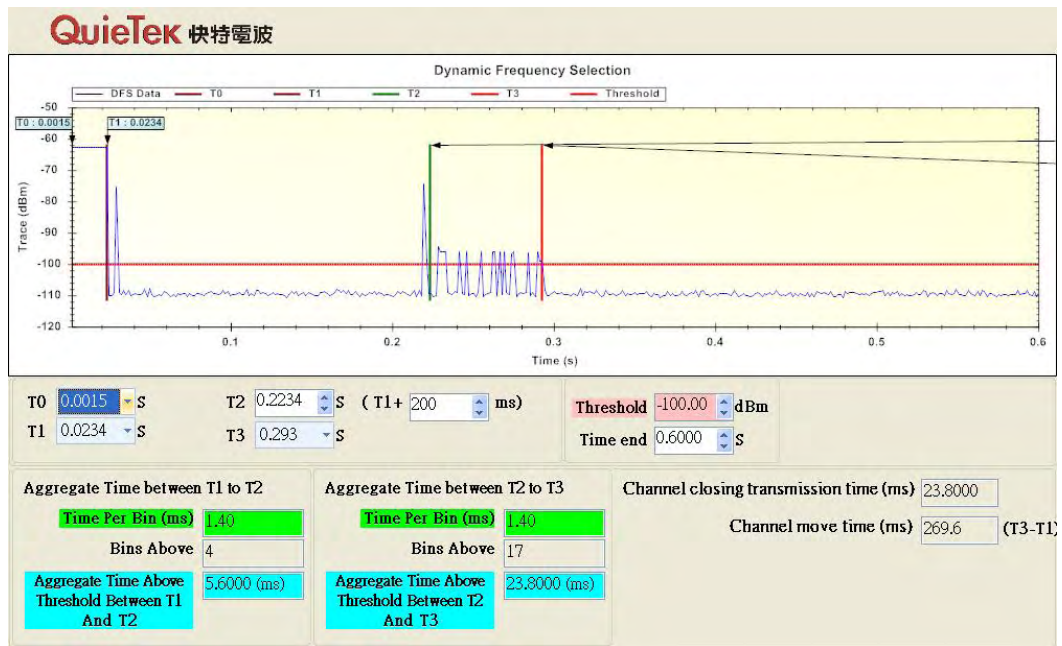 QuieTek 快特電波
Dynamic Frequency Selection
DFS Data T0 T1 T2 T3 Threshold
T0 : 0.0015 T1 : 0.0234
-50
-60
-70
-80
-90
-100
-110
-120
Trace (dBm)
0.1 0.2 0.3 0.4 0.5 0.6
Time (s)
T0 0.0015 S T2 0.2234 S ( T1+ 200 ms) Threshold -100.00 dBm
T1 0.0234 S T3 0.293 S Time end 0.6000 S
Aggregate Time between T1 to T2
Time Per Bin (ms) 1.40
Bins Above 4
Aggregate Time Above
Threshold Between T1
And T2
5.6000 (ms)
Aggregate Time between T2 to T3
Time Per Bin (ms) 1.40
Bins Above 17
Aggregate Time Above
Threshold Between T2
And T3
23.8000 (ms)
Channel closing transmission time (ms) 23.8000
Channel move time (ms) 269.6 (T3-T1)